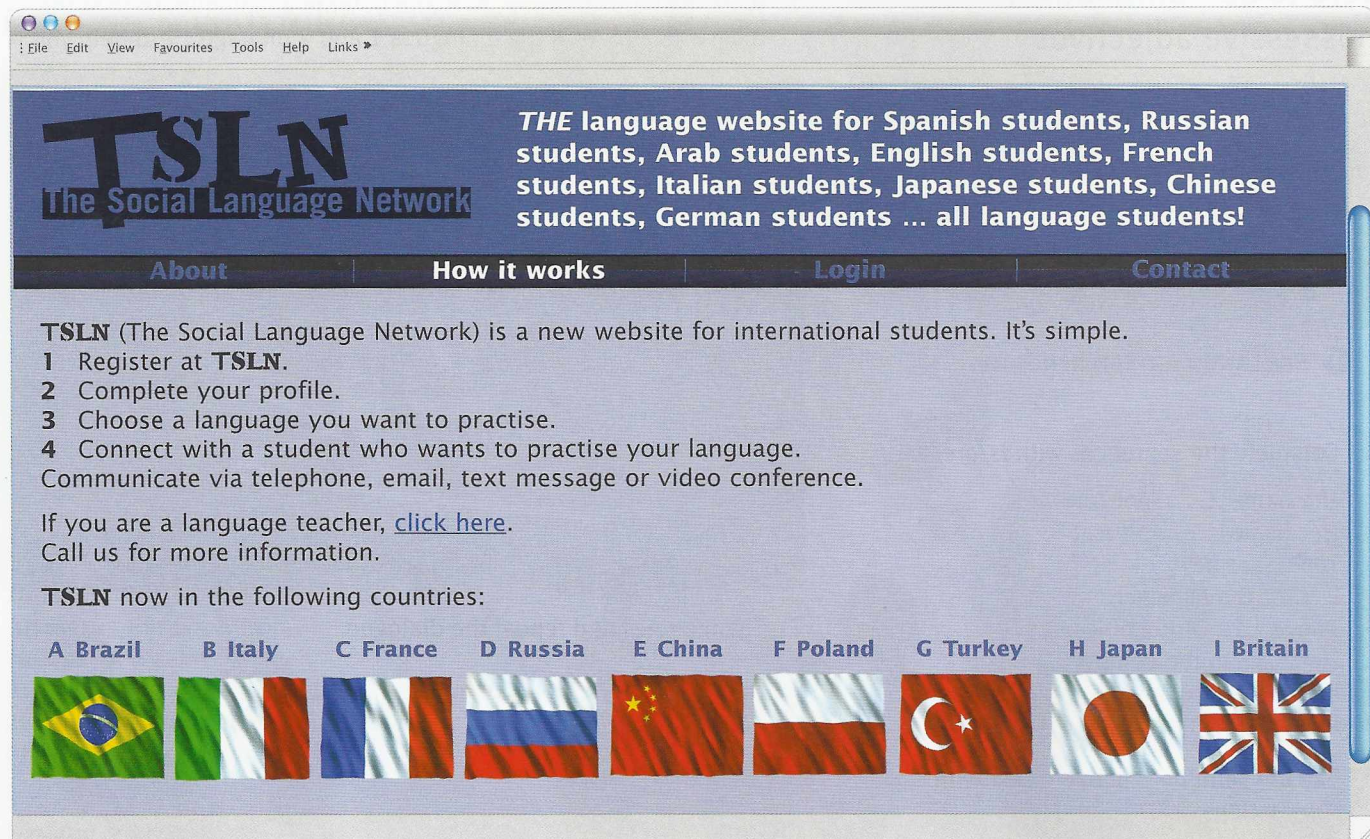 File Edit View Favourites Tools Help Links »
TSLN
The Social Language Network
THE language website for Spanish students, Russian
students, Arab students, English students, French
students, Italian students, Japanese students, Chinese
students, German students ... all language students!
About How it works Login Contact
TSLN (The Social Language Network) is a new website for international students. It's simple.
1 Register at TSLN.
2 Complete your profile.
3 Choose a language you want to practise.
4 Connect with a student who wants to practise your language.
Communicate via telephone, email, text message or video conference.
If you are a language teacher, click here.
Call us for more information.
TSLN now in the following countries:
A Brazil B Italy C France D Russia E China F Poland G Turkey H Japan I Britain